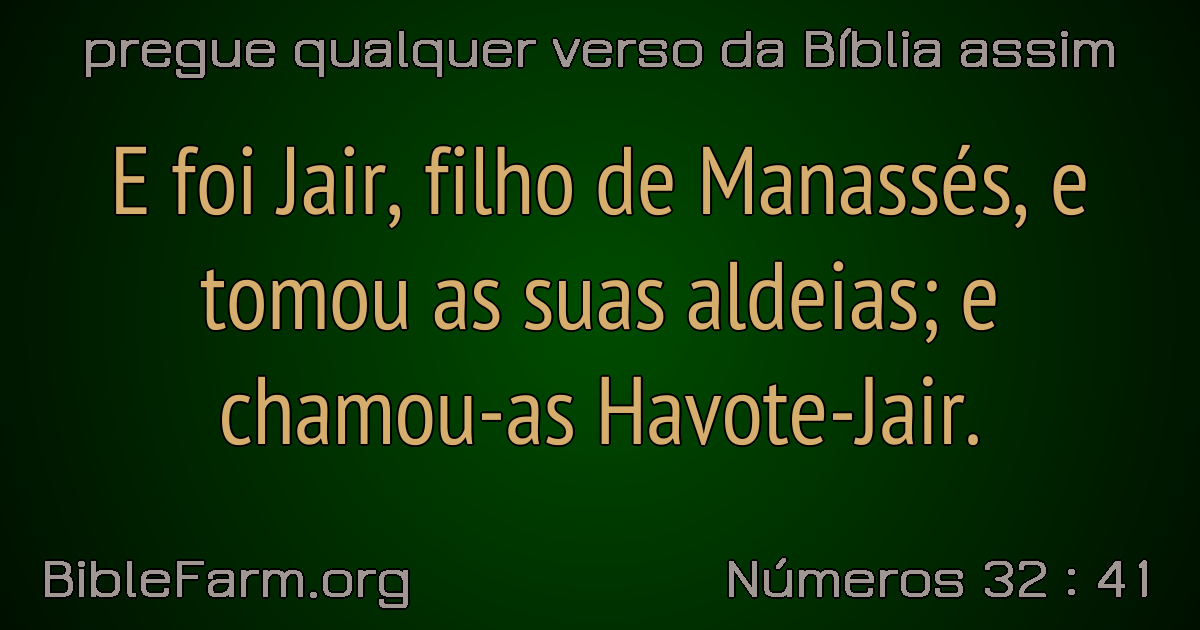 pregue qualquer verso da Bíblia assim
E foi Jair, filho de Manassés, e
tomou as suas aldeias; e
chamou-as Havote-Jair.
BibleFarm.org
Números 32 : 41